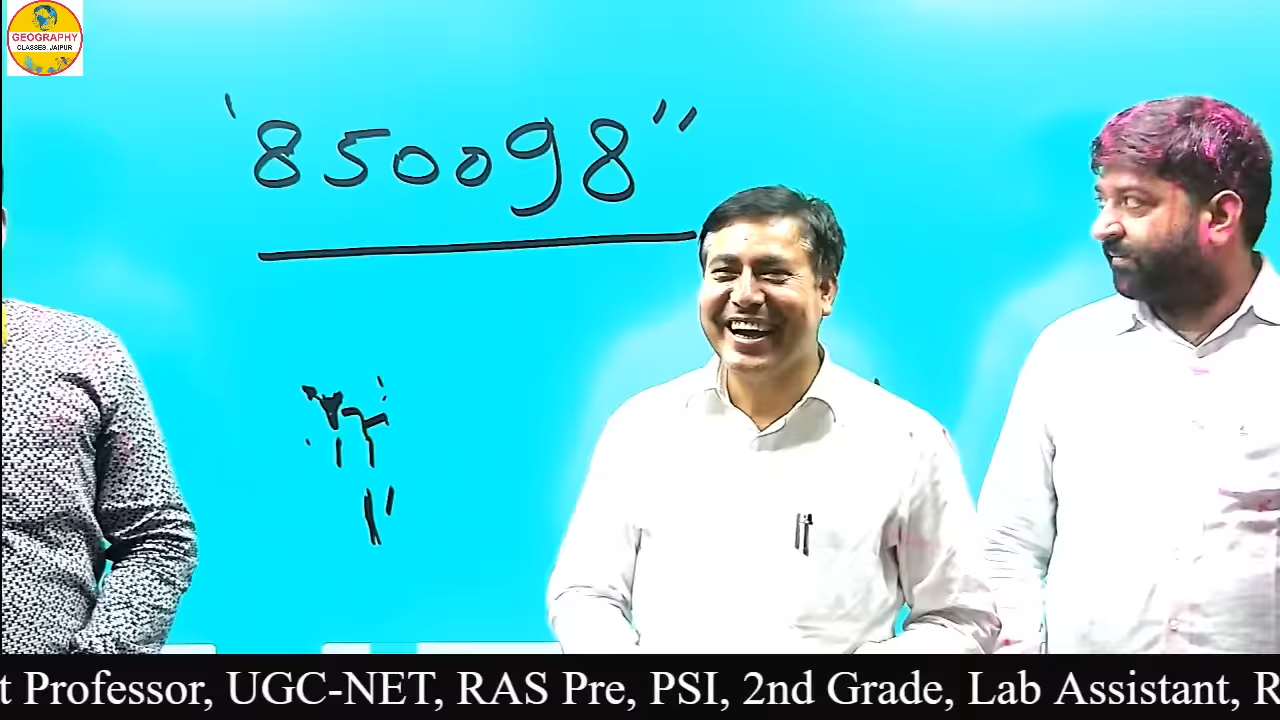 GEOGRAPHY
CLASSES, JAIPUR
'850098"
t Professor, UGC-NET, RAS Pre, PSI, 2nd Grade, Lab Assistant, R